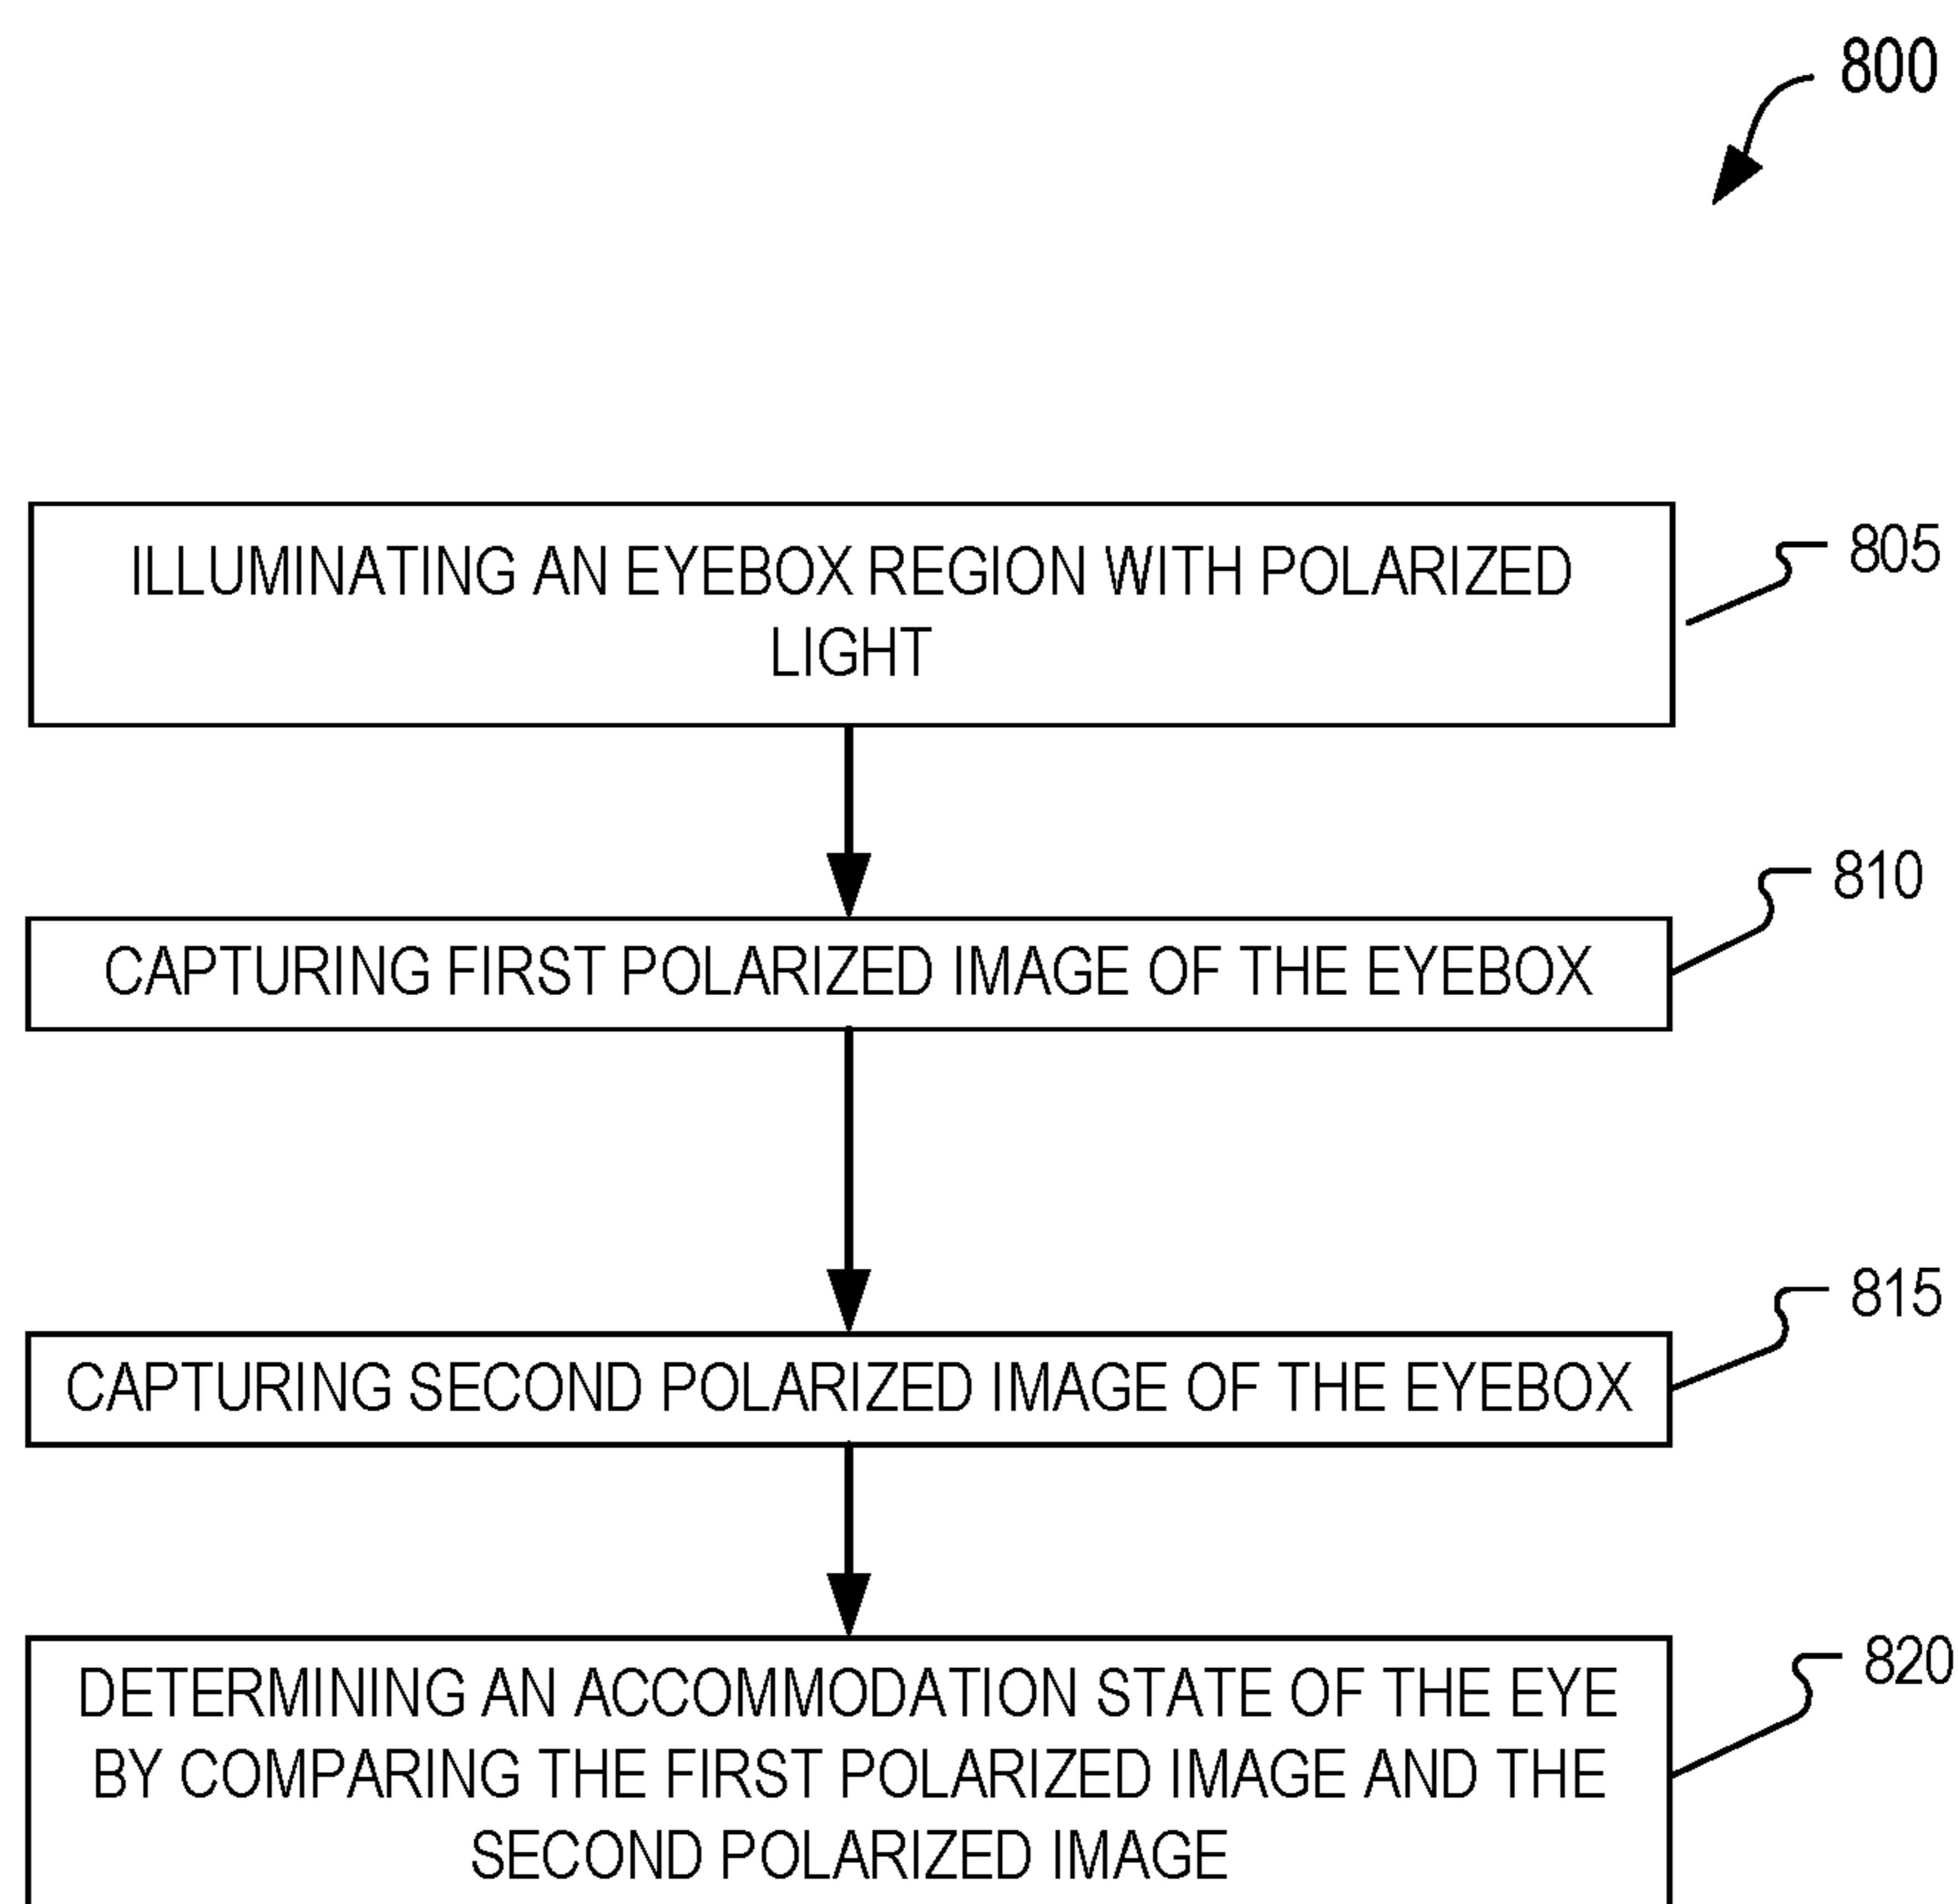 800
ILLUMINATING AN EYEBOX REGION WITH POLARIZED
LIGHT
805
CAPTURING FIRST POLARIZED IMAGE OF THE EYEBOX
810
CAPTURING SECOND POLARIZED IMAGE OF THE EYEBOX
815
DETERMINING AN ACCOMMODATION STATE OF THE EYE
BY COMPARING THE FIRST POLARIZED IMAGE AND THE
SECOND POLARIZED IMAGE
820